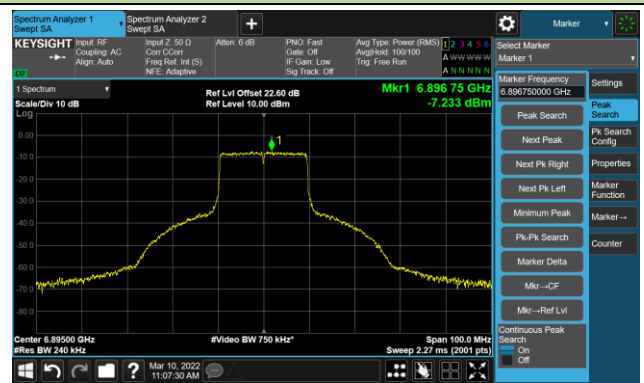 Spectrum Analyzer 1
Swept SA
Spectrum Analyzer 2
Swept SA
+
Marker
KEYSIGHT
Input: RF
Coupling: AC
Align: Auto
Input Z: 50 Ω
Corr CCorr
Freq Ref: Int (S)
NFE: Adaptive
Atten: 6 dB
PNO: Fast
Gate: Off
IF Gain: Low
Sig Track: Off
Avg Type: Power (RMS)
Avg|Hold: 100/100
Trig: Free Run
1 2 3 4 5 6
A W W W W W
A N N N N N
LXI
Select Marker
Marker 1
1 Spectrum
Scale/Div 10 dB
Log
Ref Lvl Offset 22.60 dB
Ref Level 10.00 dBm
Mkr1 6.896 75 GHz
-7.233 dBm
1
0.00
-10.0
-20.0
-30.0
-40.0
-50.0
-60.0
-70.0
-80.0
Center 6.89500 GHz
#Res BW 240 kHz
#Video BW 750 kHz*
Span 100.0 MHz
Sweep 2.27 ms (2001 pts)
Marker Frequency
6.896750000 GHz
Peak Search
Next Peak
Next Pk Right
Next Pk Left
Minimum Peak
Pk-Pk Search
Marker Delta
Mkr→CF
Mkr→Ref Lvl
Continuous Peak
Search
On
Off
Settings
Peak
Search
Pk Search
Config
Properties
Marker
Function
Marker→
Counter
?
Mar 10, 2022
11:07:30 AM